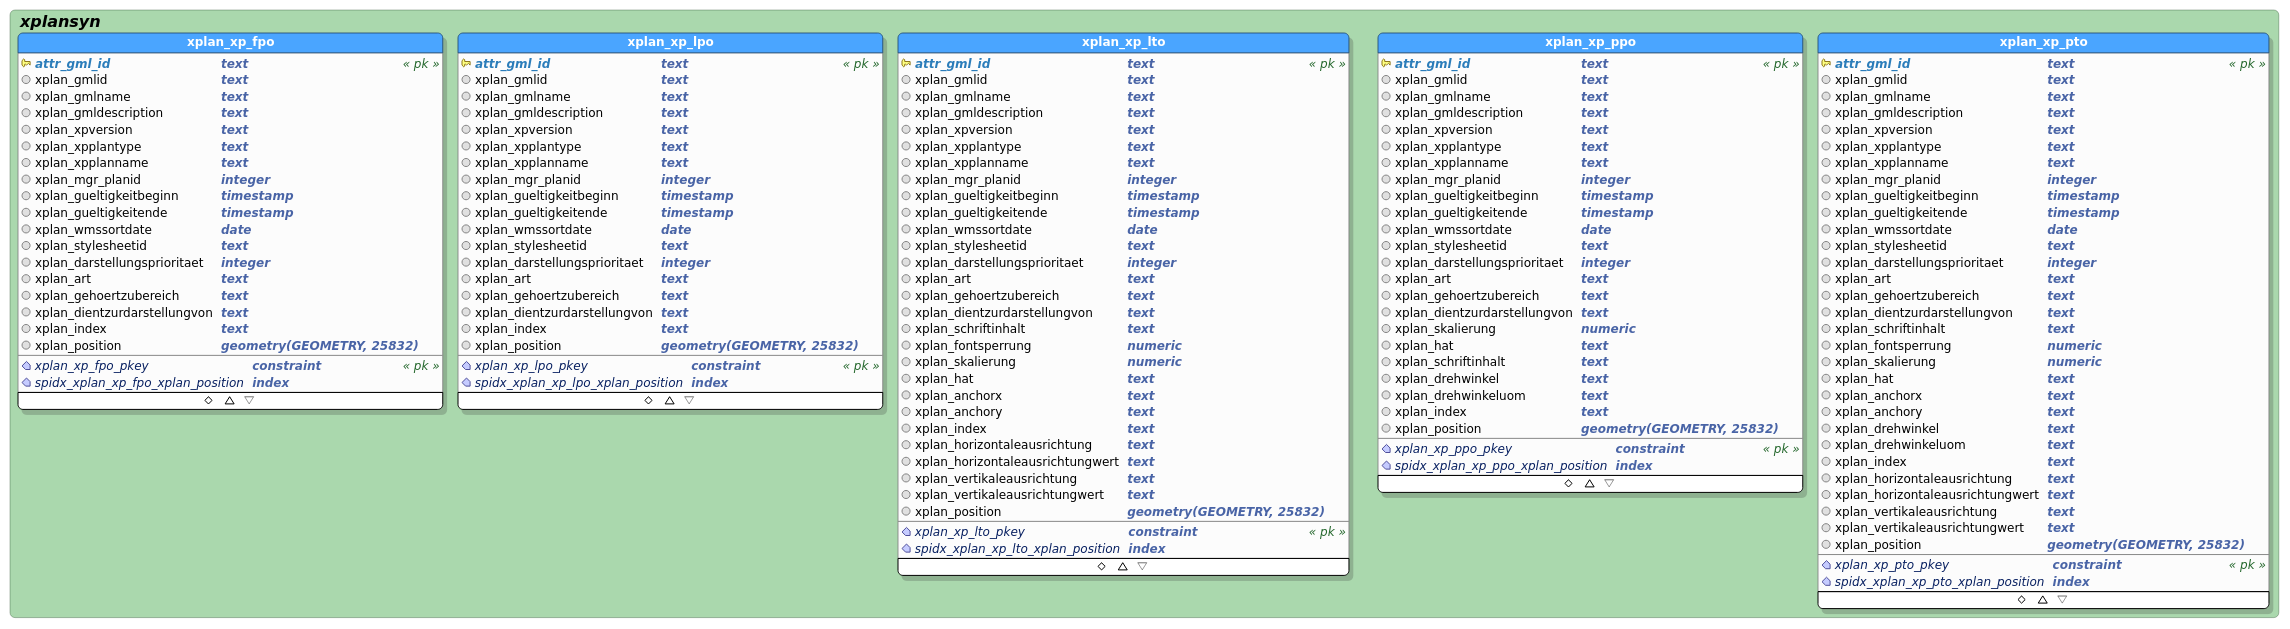 xplansyn
xplan_xp_fpo
attr_gml_id text « pk »
xplan_gmlid text
xplan_gmlname text
xplan_gmldescription text
xplan_xpversion text
xplan_xpplantype text
xplan_xpplanname text
xplan_mgr_planid integer
xplan_gueltigkeitbeginn timestamp
xplan_gueltigkeitende timestamp
xplan_wmssortdate date
xplan_stylesheetid text
xplan_darstellungsprioritaet integer
xplan_art text
xplan_gehoertzubereich text
xplan_dientzurdarstellungvon text
xplan_index text
xplan_position geometry(GEOMETRY, 25832)
xplan_xp_fpo_pkey constraint « pk »
spidx_xplan_xp_fpo_xplan_position index
xplan_xp_lpo
attr_gml_id text « pk »
xplan_gmlid text
xplan_gmlname text
xplan_gmldescription text
xplan_xpversion text
xplan_xpplantype text
xplan_xpplanname text
xplan_mgr_planid integer
xplan_gueltigkeitbeginn timestamp
xplan_gueltigkeitende timestamp
xplan_wmssortdate date
xplan_stylesheetid text
xplan_darstellungsprioritaet integer
xplan_art text
xplan_gehoertzubereich text
xplan_dientzurdarstellungvon text
xplan_index text
xplan_position geometry(GEOMETRY, 25832)
xplan_xp_lpo_pkey constraint « pk »
spidx_xplan_xp_lpo_xplan_position index
xplan_xp_lto
attr_gml_id text « pk »
xplan_gmlid text
xplan_gmlname text
xplan_gmldescription text
xplan_xpversion text
xplan_xpplantype text
xplan_xpplanname text
xplan_mgr_planid integer
xplan_gueltigkeitbeginn timestamp
xplan_gueltigkeitende timestamp
xplan_wmssortdate date
xplan_stylesheetid text
xplan_darstellungsprioritaet integer
xplan_art text
xplan_gehoertzubereich text
xplan_dientzurdarstellungvon text
xplan_schriftinhalt text
xplan_fontsperrung numeric
xplan_skalierung numeric
xplan_hat text
xplan_anchorx text
xplan_anchory text
xplan_index text
xplan_horizontaleausrichtung text
xplan_horizontaleausrichtungwert text
xplan_vertikaleausrichtung text
xplan_vertikaleausrichtungwert text
xplan_position geometry(GEOMETRY, 25832)
xplan_xp_lto_pkey constraint « pk »
spidx_xplan_xp_lto_xplan_position index
xplan_xp_ppo
attr_gml_id text « pk »
xplan_gmlid text
xplan_gmlname text
xplan_gmldescription text
xplan_xpversion text
xplan_xpplantype text
xplan_xpplanname text
xplan_mgr_planid integer
xplan_gueltigkeitbeginn timestamp
xplan_gueltigkeitende timestamp
xplan_wmssortdate date
xplan_stylesheetid text
xplan_darstellungsprioritaet integer
xplan_art text
xplan_gehoertzubereich text
xplan_dientzurdarstellungvon text
xplan_skalierung numeric
xplan_hat text
xplan_schriftinhalt text
xplan_drehwinkel text
xplan_drehwinkeluom text
xplan_index text
xplan_position geometry(GEOMETRY, 25832)
xplan_xp_ppo_pkey constraint « pk »
spidx_xplan_xp_ppo_xplan_position index
xplan_xp_pto
attr_gml_id text « pk »
xplan_gmlid text
xplan_gmlname text
xplan_gmldescription text
xplan_xpversion text
xplan_xpplantype text
xplan_xpplanname text
xplan_mgr_planid integer
xplan_gueltigkeitbeginn timestamp
xplan_gueltigkeitende timestamp
xplan_wmssortdate date
xplan_stylesheetid text
xplan_darstellungsprioritaet integer
xplan_art text
xplan_gehoertzubereich text
xplan_dientzurdarstellungvon text
xplan_schriftinhalt text
xplan_fontsperrung numeric
xplan_skalierung numeric
xplan_hat text
xplan_anchorx text
xplan_anchory text
xplan_drehwinkel text
xplan_drehwinkeluom text
xplan_index text
xplan_horizontaleausrichtung text
xplan_horizontaleausrichtungwert text
xplan_vertikaleausrichtung text
xplan_vertikaleausrichtungwert text
xplan_position geometry(GEOMETRY, 25832)
xplan_xp_pto_pkey constraint « pk »
spidx_xplan_xp_pto_xplan_position index